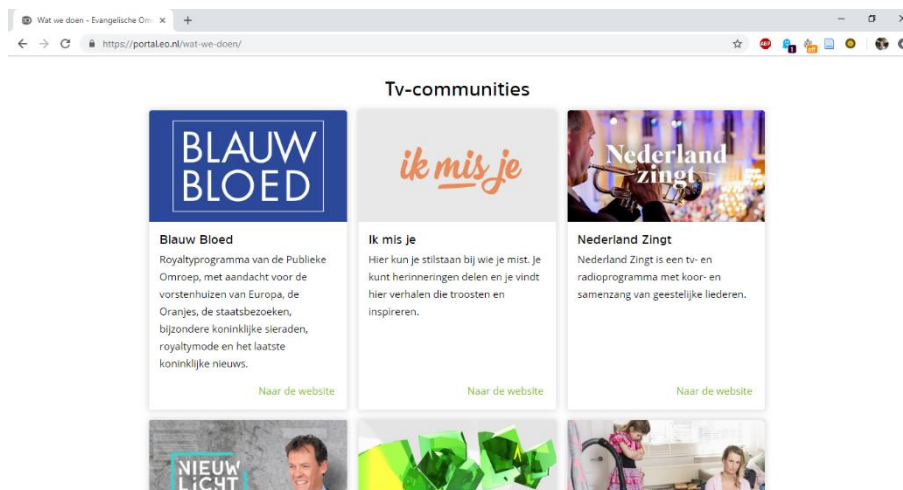 Wat we doen - Evangelische Om
https://portal.eo.nl/wat-we-doen/
Tv-communities
BLAUW
BLOED
ik mis je
Nederland
zingt
Blauw Bloed
Royaltyprogramma van de Publieke
Omroep, met aandacht voor de
vorstenhuizen van Europa, de
Oranjes, de staatsbezoeken,
bijzondere koninklijke sieraden,
royaltymode en het laatste
koninklijke nieuws.
Naar de website
Ik mis je
Hier kun je stilstaan bij wie je mist. Je
kunt herinneringen delen en je vindt
hier verhalen die troosten en
inspireren.
Naar de website
Nederland Zingt
Nederland Zingt is een tv- en
radioprogramma met koor- en
samenzang van geestelijke liederen.
Naar de website
NIEUW
LICHT